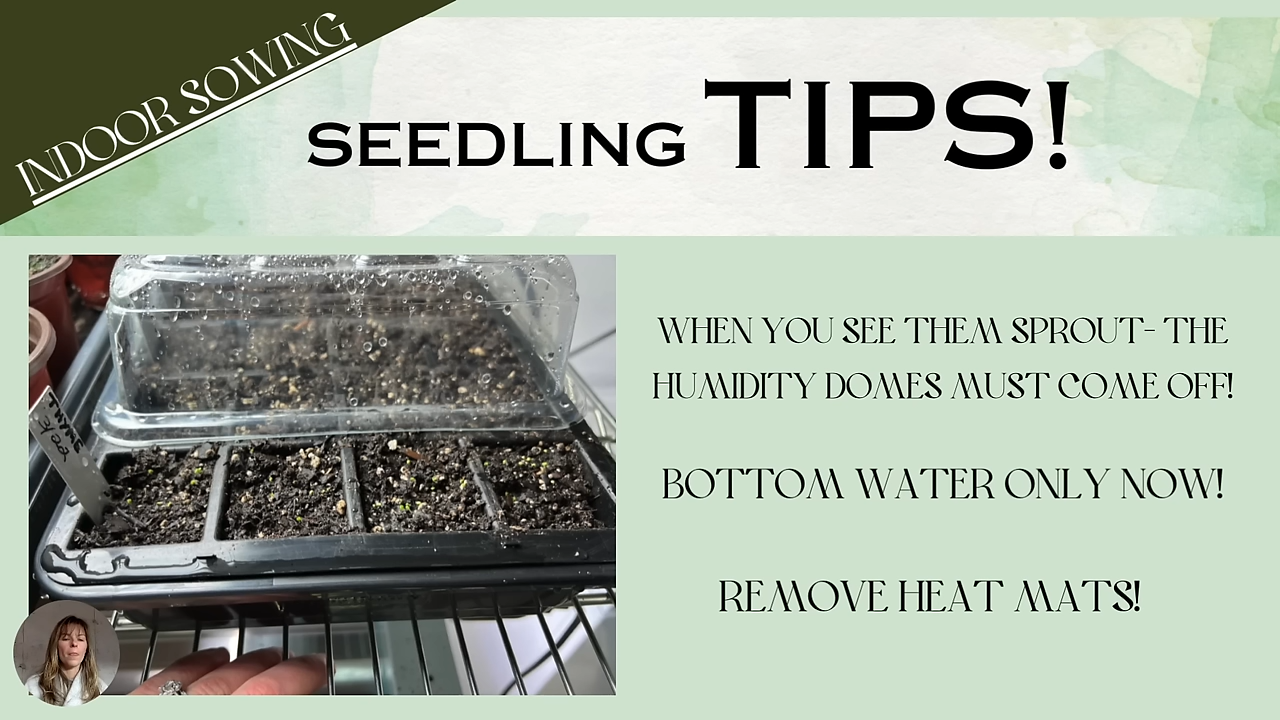 INDOOR SOWING
SEEDLING TIPS!
WHEN YOU SEE THEM SPROUT- THE
HUMIDITY DOMES MUST COME OFF!
BOTTOM WATER ONLY NOW!
REMOVE HEAT MATS!
THYME